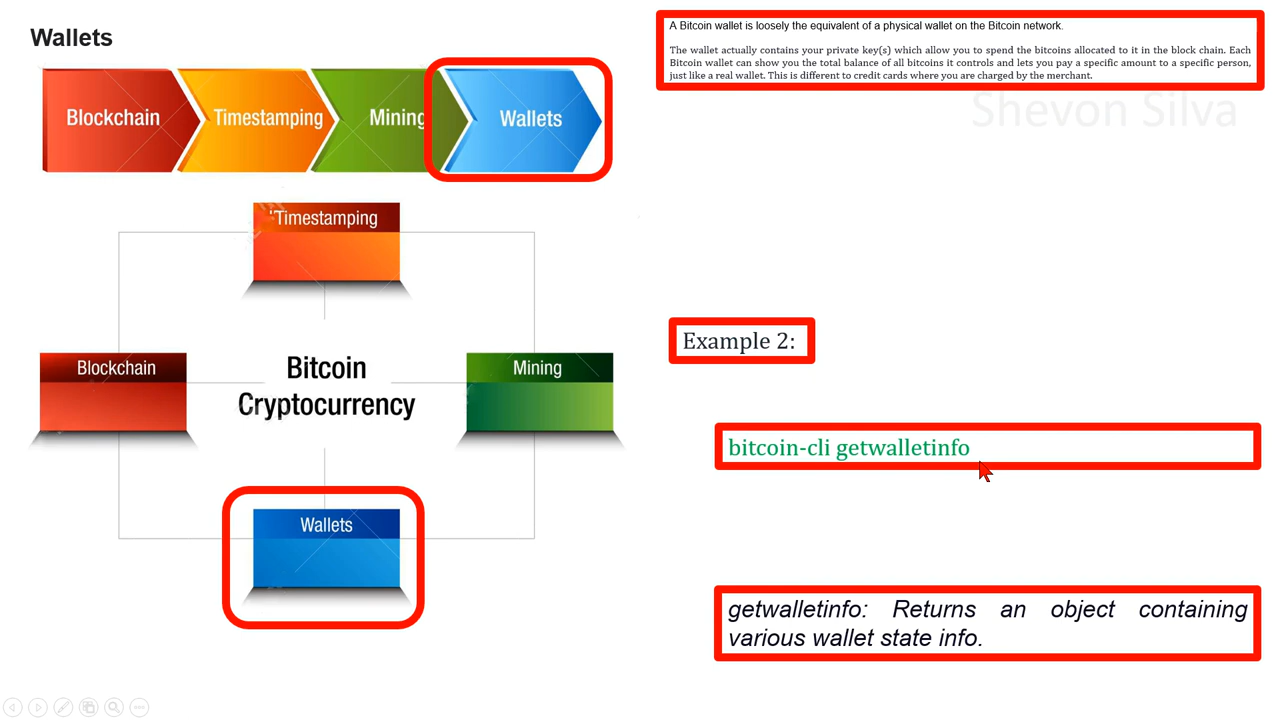 Wallets
Blockchain
Timestamping
Mining
Wallets
Timestamping
Blockchain
Bitcoin
Cryptocurrency
Mining
Wallets
A Bitcoin wallet is loosely the equivalent of a physical wallet on the Bitcoin network.
The wallet actually contains your private key(s) which allow you to spend the bitcoins allocated to it in the block chain. Each
Bitcoin wallet can show you the total balance of all bitcoins it controls and lets you pay a specific amount to a specific person,
just like a real wallet. This is different to credit cards where you are charged by the merchant.
Shevon Silva
Example 2:
bitcoin-cli getwalletinfo
getwalletinfo: Returns an object containing
various wallet state info.